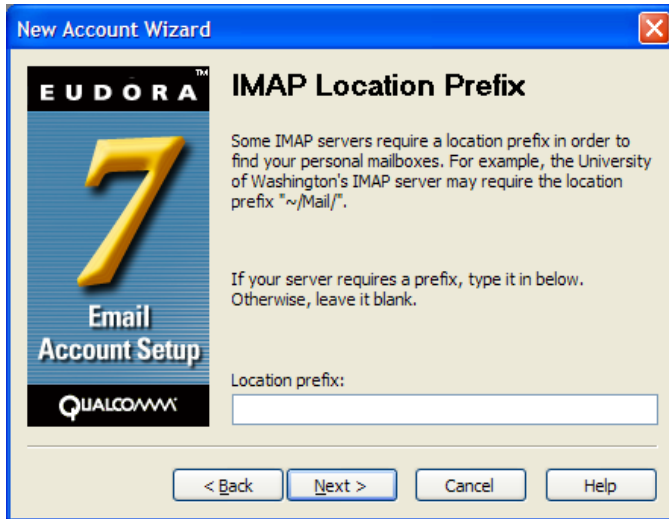 New Account Wizard
EUDORA™
7
Email
Account Setup
QUALCOMM
IMAP Location Prefix
Some IMAP servers require a location prefix in order to
find your personal mailboxes. For example, the University
of Washington's IMAP server may require the location
prefix "~/Mail/".
If your server requires a prefix, type it in below.
Otherwise, leave it blank.
Location prefix:
< Back
Next >
Cancel
Help